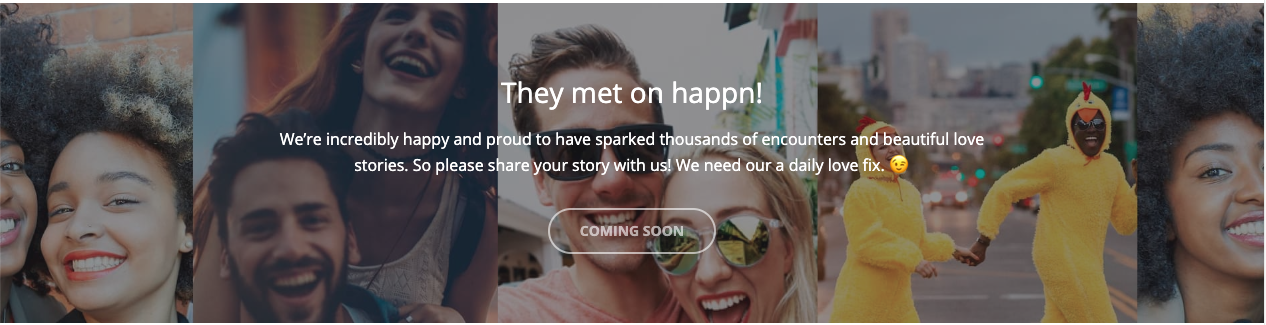 They met on happn!
We’re incredibly happy and proud to have sparked thousands of encounters and beautiful love
stories. So please share your story with us! We need our a daily love fix. 😉
COMING SOON